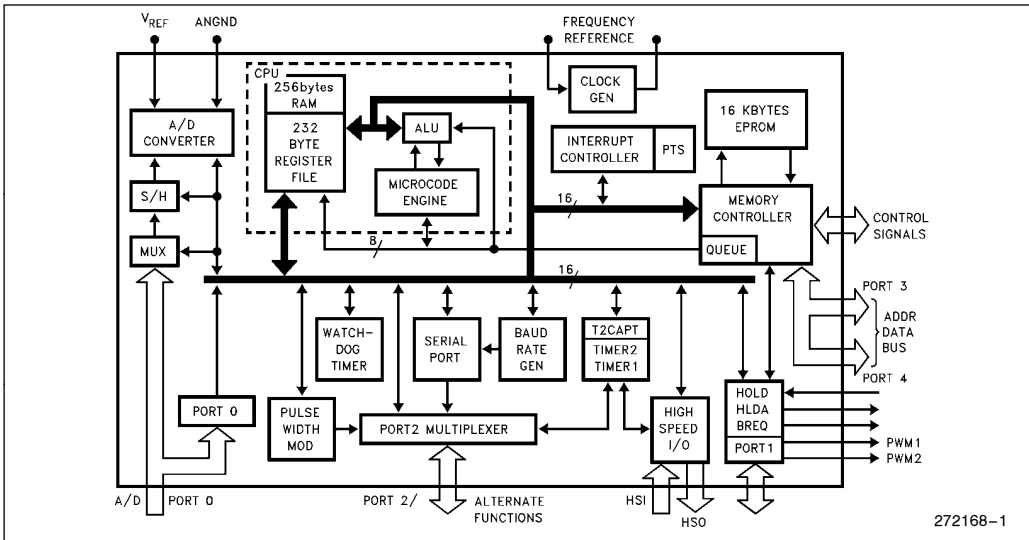 VREF
ANGND
FREQUENCY
REFERENCE
CPU
256bytes
RAM
232
BYTE
REGISTER
FILE
ALU
MICROCODE
ENGINE
A/D
CONVERTER
S/H
MUX
CLOCK
GEN
INTERRUPT
CONTROLLER
PTS
16 KBYTES
EPROM
MEMORY
CONTROLLER
QUEUE
CONTROL
SIGNALS
16
8
16
PORT 3
ADDR
DATA
BUS
PORT 4
WATCH-
DOG
TIMER
SERIAL
PORT
BAUD
RATE
GEN
T2CAPT
TIMER2
TIMER1
PORT 0
PULSE
WIDTH
MOD
PORT2 MULTIPLEXER
HIGH
SPEED
I/O
HOLD
HLDA
BREQ
PORT1
PWM1
PWM2
A/D
PORT 0
PORT 2/
ALTERNATE
FUNCTIONS
HSI
HSO
272168-1